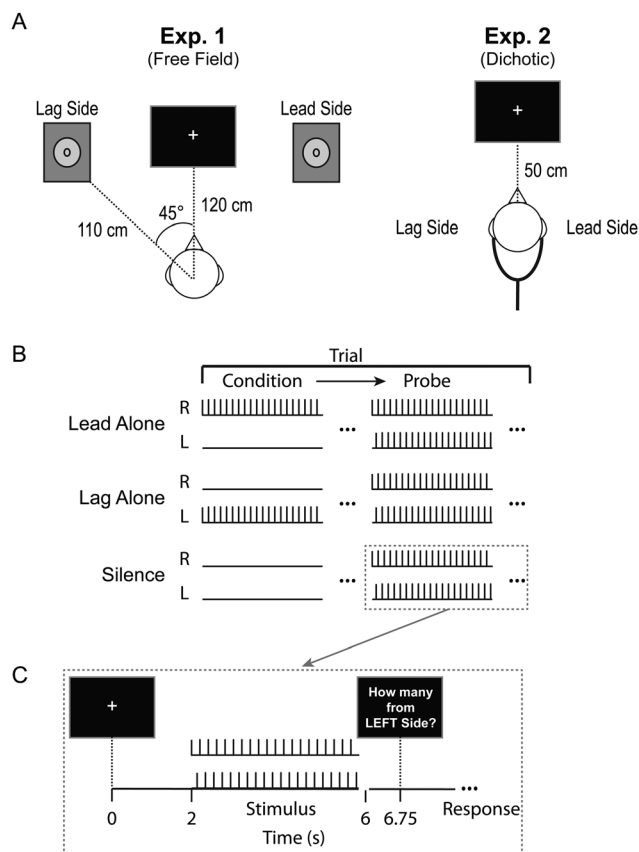 A
Exp. 1
(Free Field)
Exp. 2
(Dichotic)
Lag Side
Lead Side
45°
110 cm
120 cm
50 cm
Lag Side
Lead Side
B
Trial
Condition
Probe
Lead Alone
R
...
...
L
Lag Alone
R
...
...
L
Silence
R
...
...
L
C
How many
from
LEFT Side?
Stimulus
Response
...
0
2
6
6.75
Time (s)